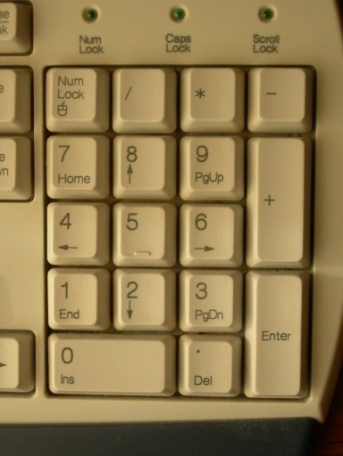 Num Lock
Caps Lock
Scroll Lock
Num Lock
/
*
-
7 Home
8 ↑
9 PgUp
+
4 ←
5
6 →
1 End
2 ↓
3 PgDn
Enter
0 Ins
. Del